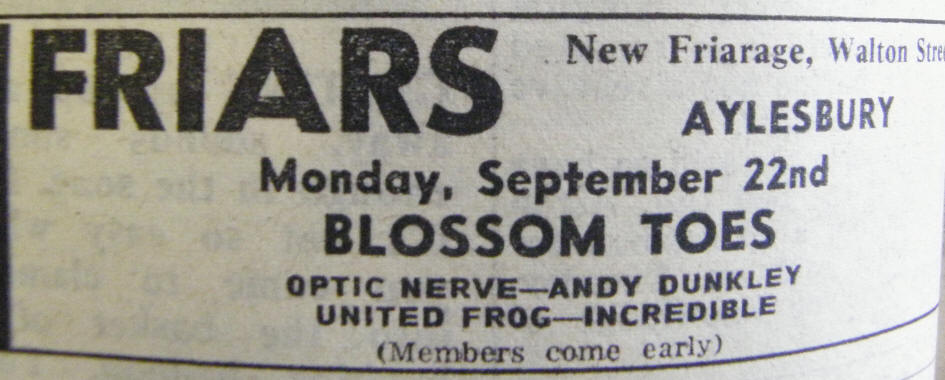 FRIARS
New Friarage, Walton
AYLESBURY
Monday, September 22nd
BLOSSOM TOES
OPTIC NERVE—ANDY DUNKLEY
UNITED FROG—INCREDIBLE
(Members come early)